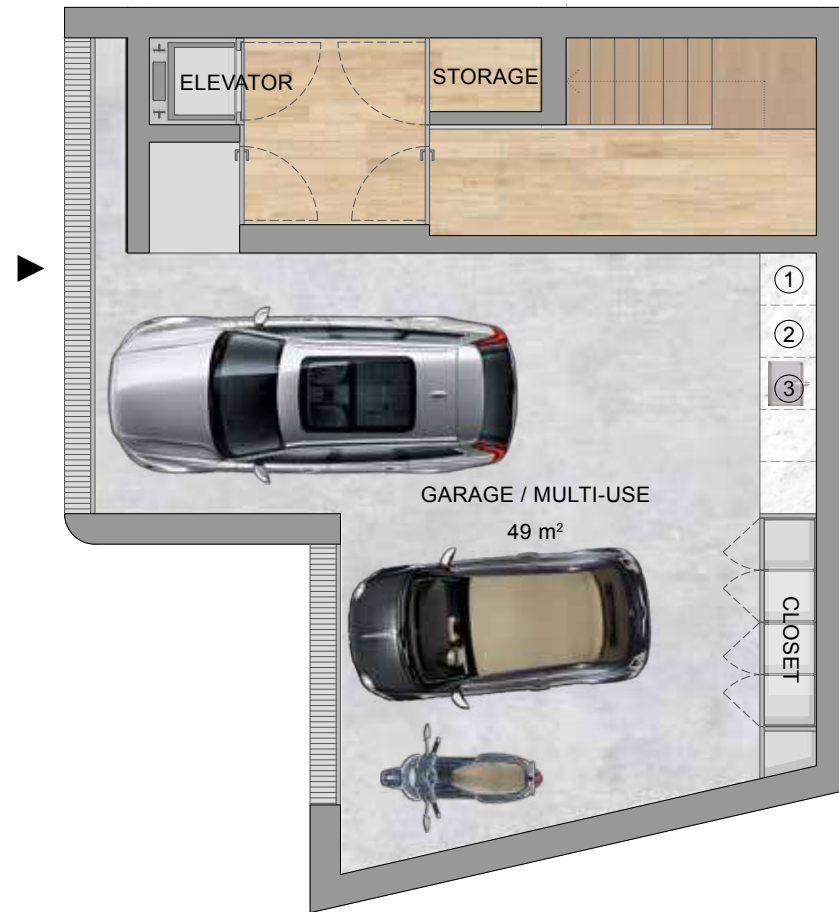 ELEVATOR
STORAGE
1
2
3
GARAGE / MULTI-USE
49 m²
CLOSET